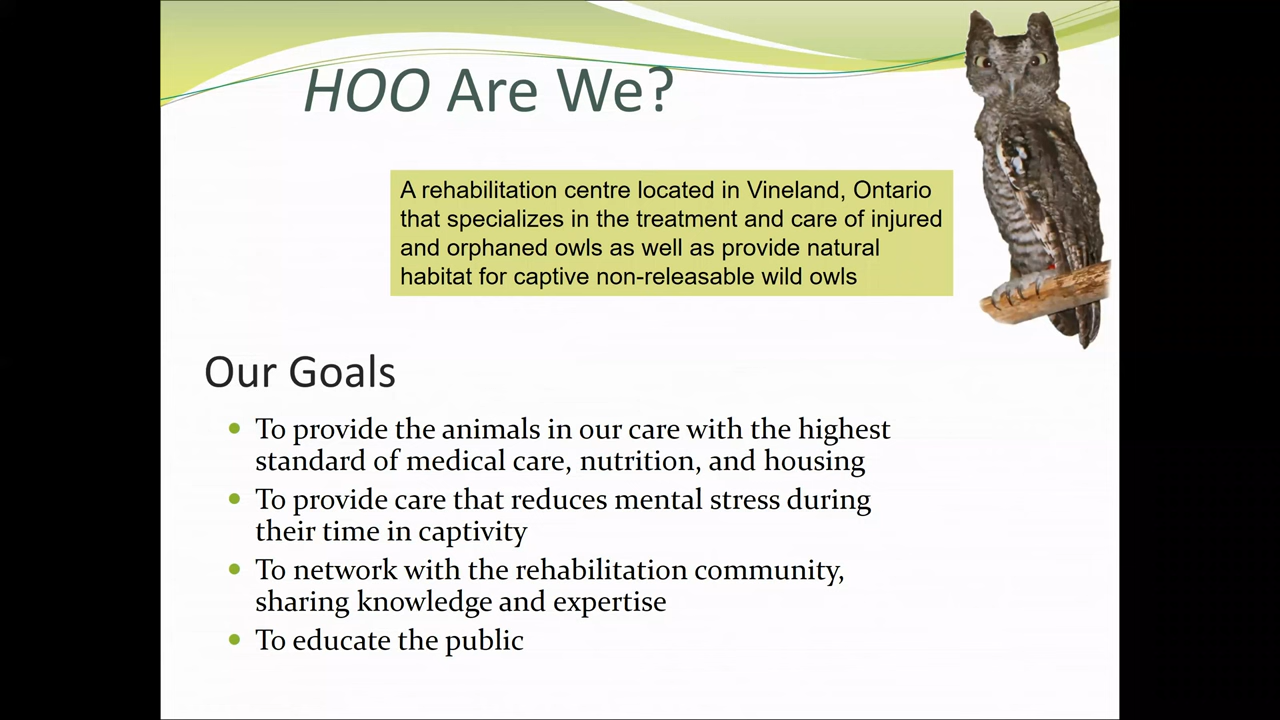 HOO Are We?
A rehabilitation centre located in Vineland, Ontario
that specializes in the treatment and care of injured
and orphaned owls as well as provide natural
habitat for captive non-releasable wild owls
Our Goals
• To provide the animals in our care with the highest
standard of medical care, nutrition, and housing
• To provide care that reduces mental stress during
their time in captivity
• To network with the rehabilitation community,
sharing knowledge and expertise
• To educate the public